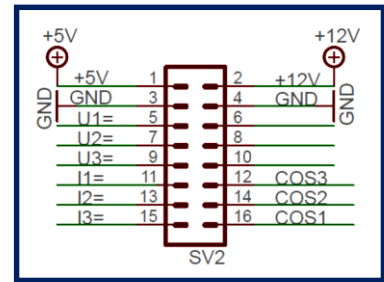 +5V +12V
+5V 1 2 +12V
GND GND 3 4 GND GND
U1= 5 6
U2= 7 8
U3= 9 10
I1= 11 12 COS3
I2= 13 14 COS2
I3= 15 16 COS1
SV2